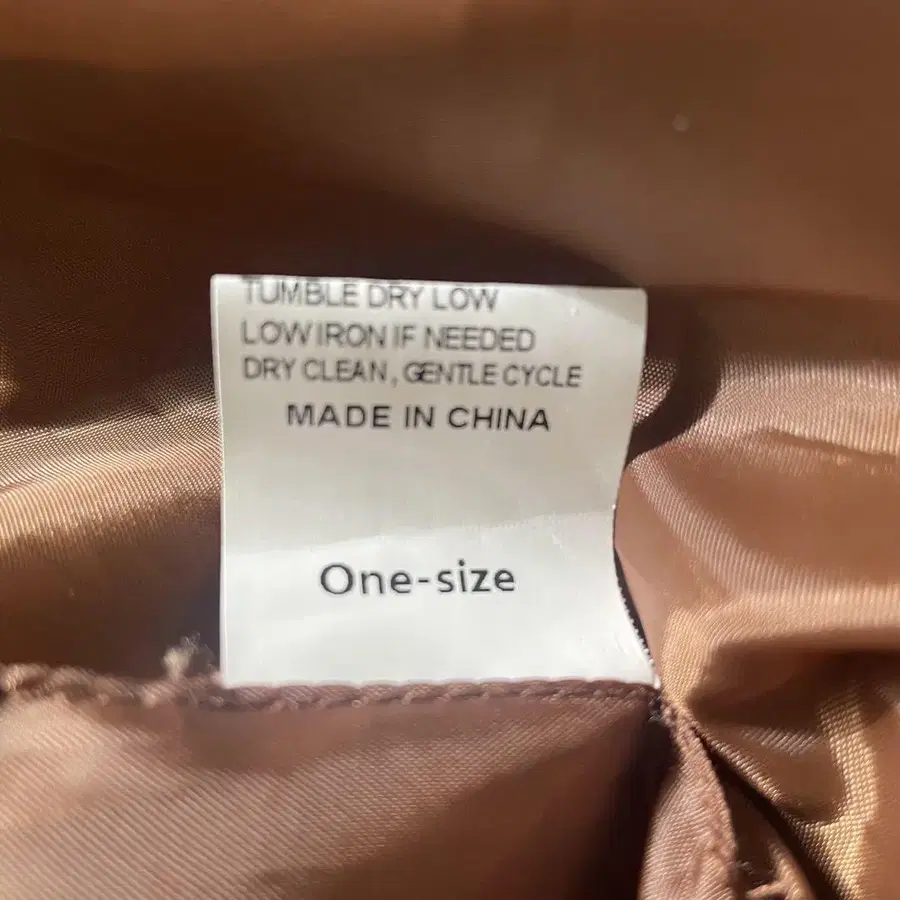 TUMBLE DRY LOW
LOW IRON IF NEEDED
DRY CLEAN, GENTLE CYCLE
MADE IN CHINA
One-size